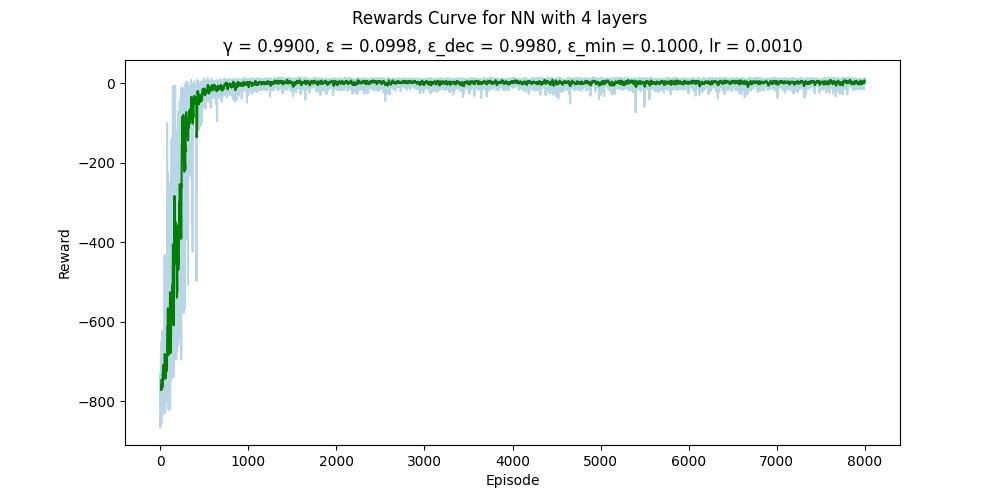 Rewards Curve for NN with 4 layers
γ = 0.9900, ε = 0.0998, ε_dec = 0.9980, ε_min = 0.1000, lr = 0.0010
0
−200
−400
−600
−800
Reward
0 1000 2000 3000 4000 5000 6000 7000 8000
Episode